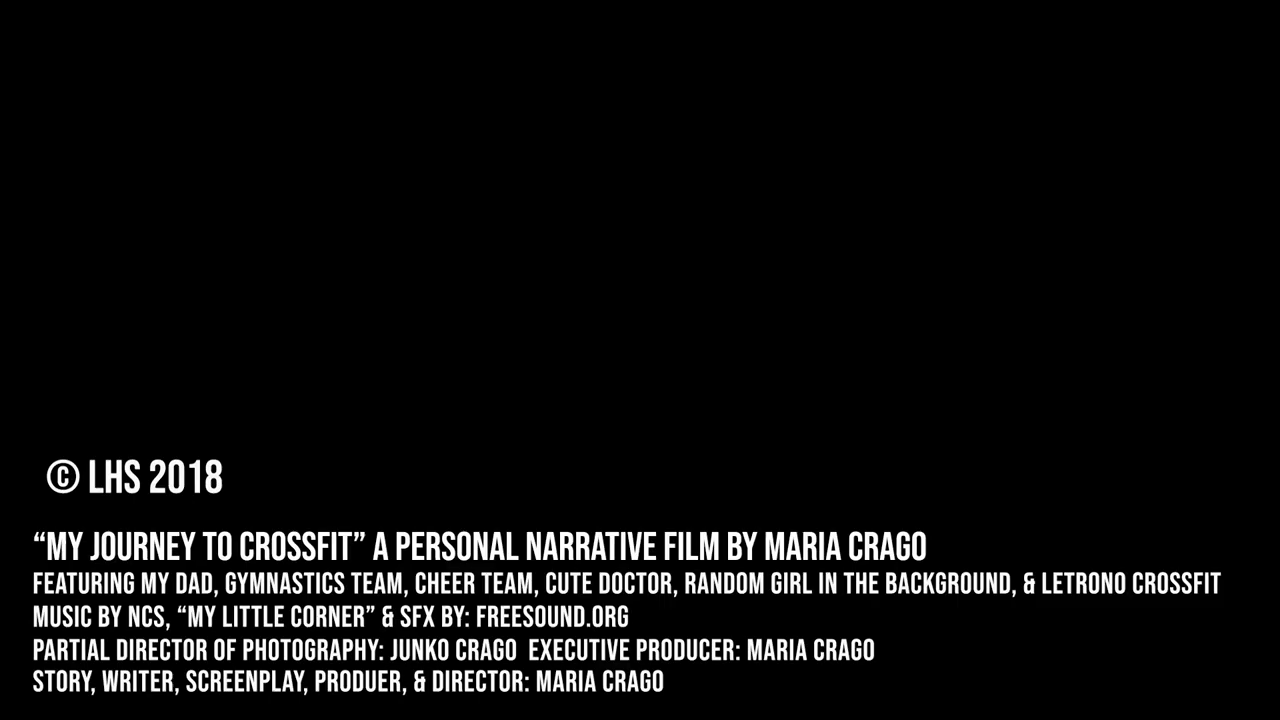 © LHS 2018
“MY JOURNEY TO CROSSFIT” A PERSONAL NARRATIVE FILM BY MARIA CRAGO
FEATURING MY DAD, GYMNASTICS TEAM, CHEER TEAM, CUTE DOCTOR, RANDOM GIRL IN THE BACKGROUND, & LETRONO CROSSFIT
MUSIC BY NCS, “MY LITTLE CORNER” & SFX BY: FREESOUND.ORG
PARTIAL DIRECTOR OF PHOTOGRAPHY: JUNKO CRAGO EXECUTIVE PRODUCER: MARIA CRAGO
STORY, WRITER, SCREENPLAY, PRODUER, & DIRECTOR: MARIA CRAGO